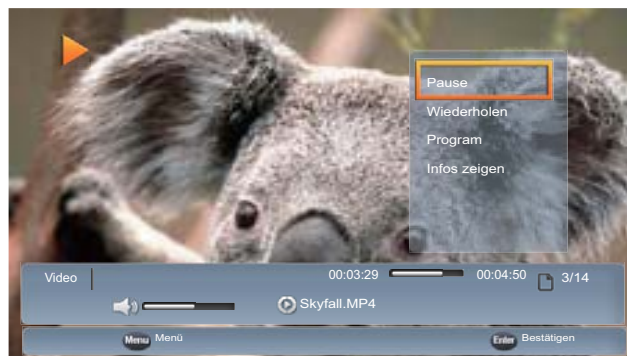 Pause
Wiederholen
Program
Infos zeigen
Video 00:03:29 00:04:50 3/14
Skyfall.MP4
Menu Menü Enter Bestätigen